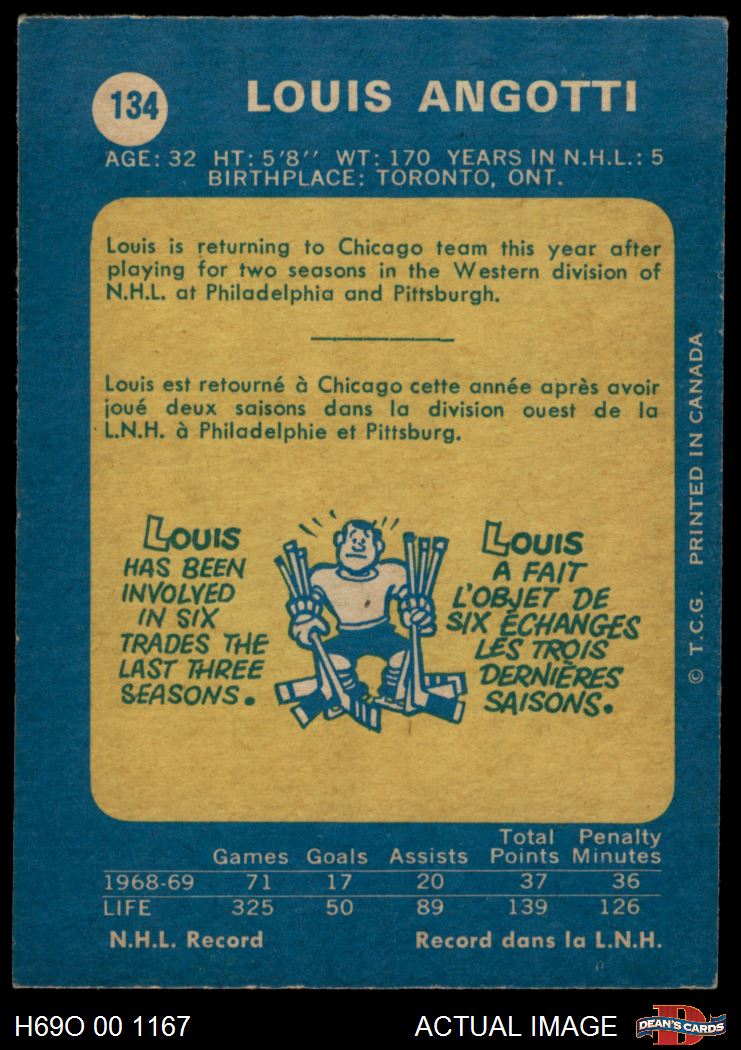 134
LOUIS ANGOTTI
AGE: 32 HT: 5'8'' WT: 170 YEARS IN N.H.L.: 5
BIRTHPLACE: TORONTO, ONT.
Louis is returning to Chicago team this year after
playing for two seasons in the Western division of
N.H.L. at Philadelphia and Pittsburgh.
Louis est retourné à Chicago cette année après avoir
joué deux saisons dans la division ouest de la
L.N.H. à Philadelphie et Pittsburg.
LOUIS
HAS BEEN
INVOLVED
IN SIX
TRADES THE
LAST THREE
SEASONS.
LOUIS
A FAIT
L'OBJET DE
SIX ÉCHANGES
LES TROIS
DERNIÈRES
SAISONS.
© T.C.G. PRINTED IN CANADA
Games Goals Assists Total Points Penalty Minutes
1968-69 71 17 20 37 36
LIFE 325 50 89 139 126
N.H.L. Record Record dans la L.N.H.
H69O 00 1167 ACTUAL IMAGE D DEAN'S CARDS